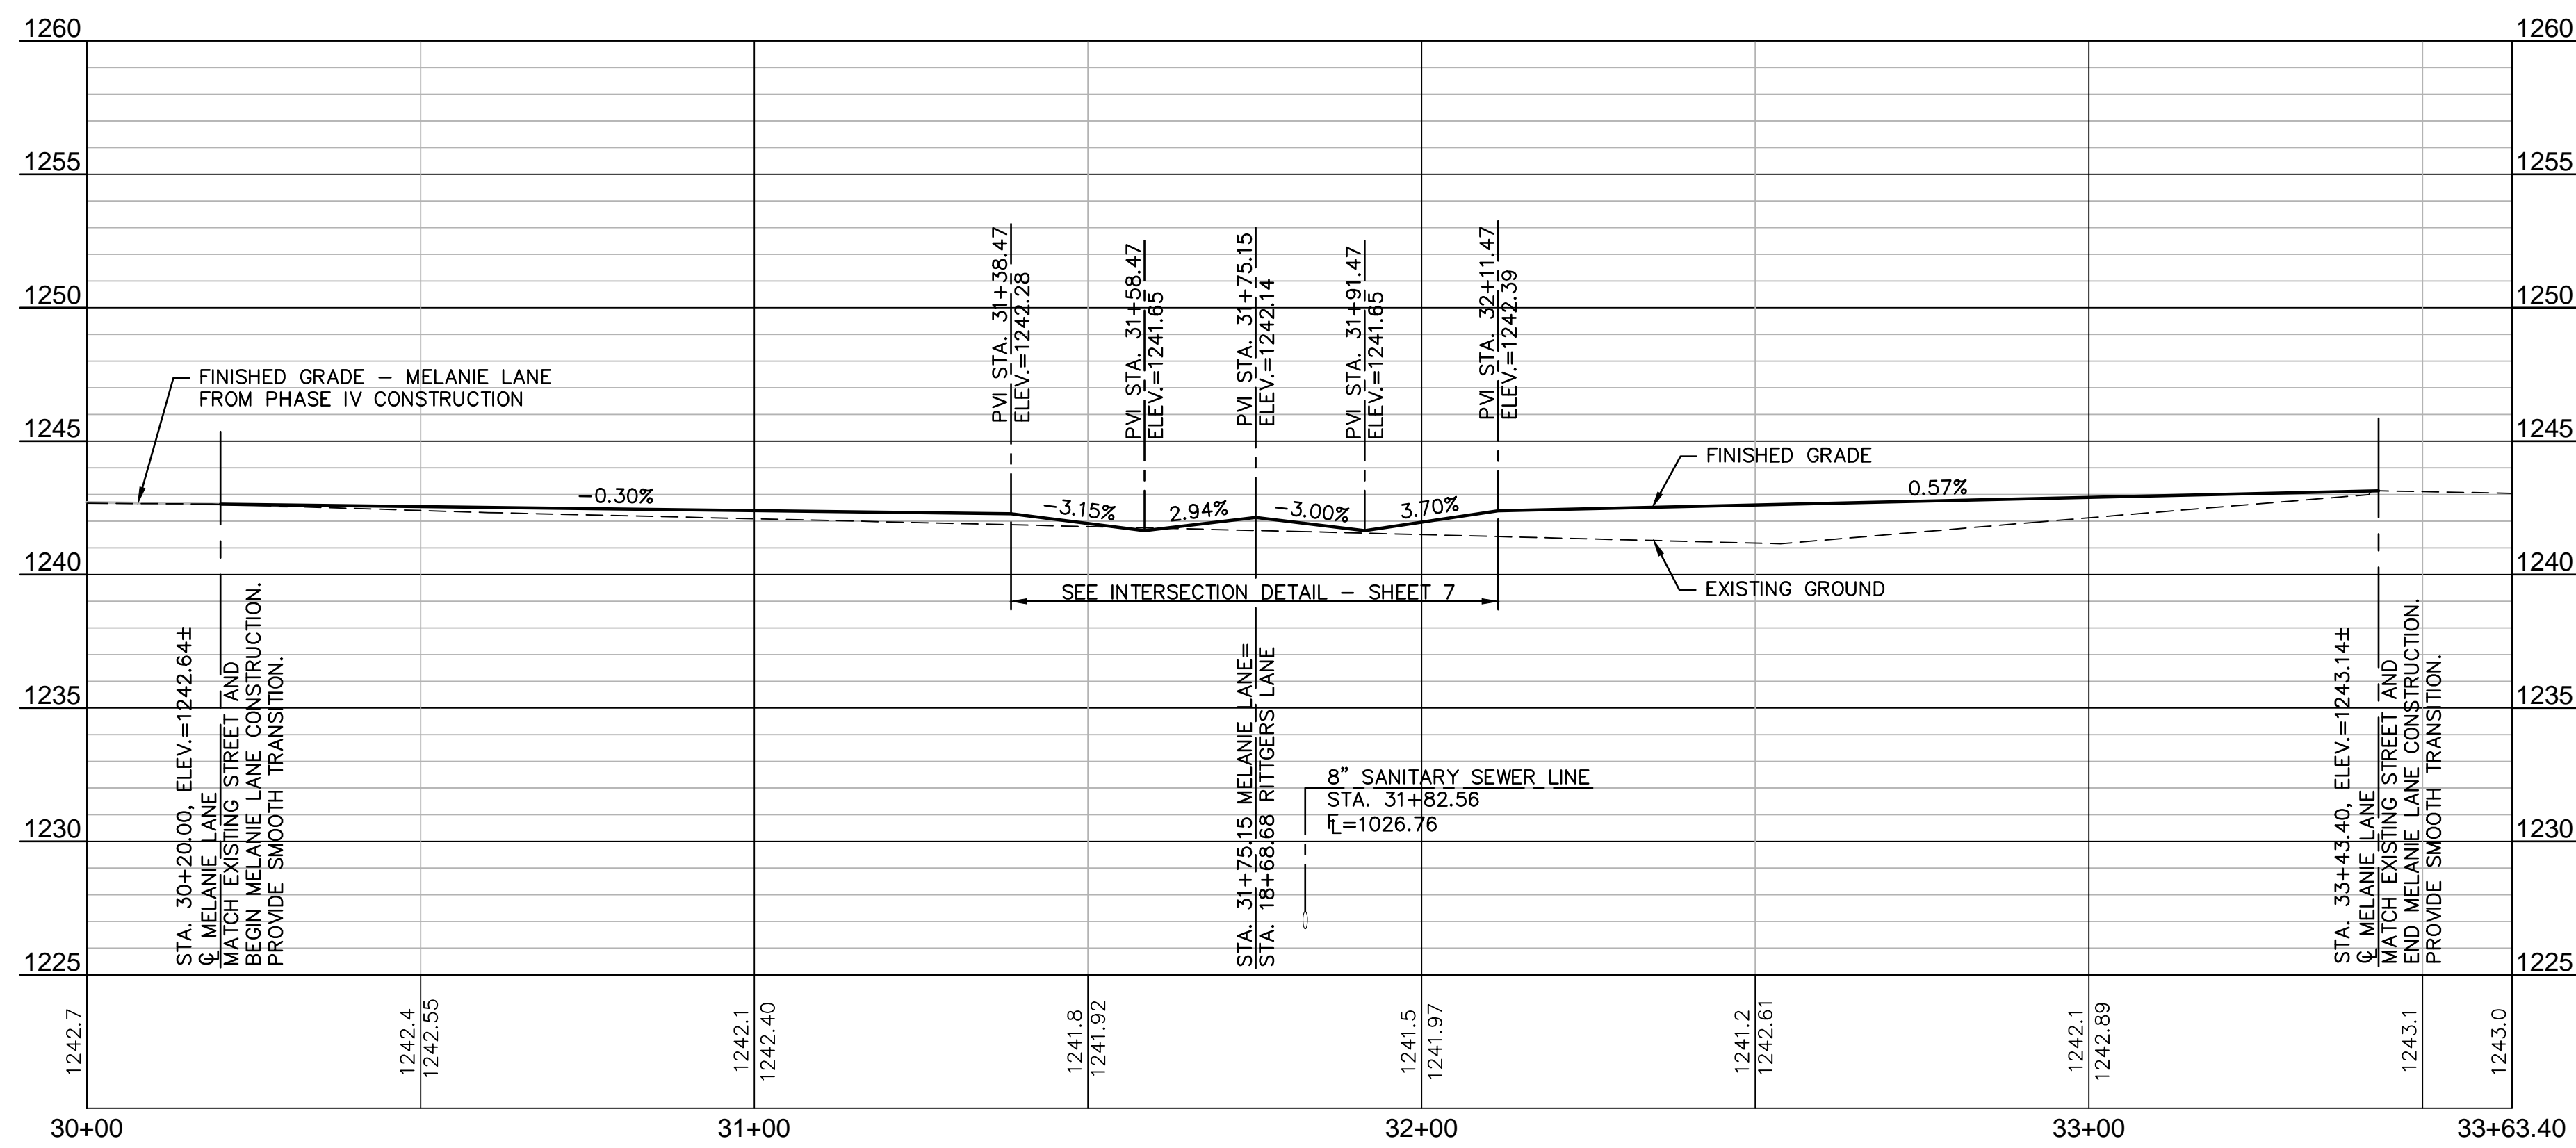 1260
1260
1255
1255
1250
1250
1245
1245
1240
1240
1235
1235
1230
1230
1225
1225
FINISHED GRADE – MELANIE LANE
FROM PHASE IV CONSTRUCTION
PVI STA. 31+38.47
ELEV.=1242.28
PVI STA. 31+58.47
ELEV.=1241.65
PVI STA. 31+75.15
ELEV.=1242.14
PVI STA. 31+91.47
ELEV.=1241.65
PVI STA. 32+11.47
ELEV.=1242.39
FINISHED GRADE
-0.30%
-3.15%
2.94%
-3.00%
3.70%
0.57%
SEE INTERSECTION DETAIL – SHEET 7
EXISTING GROUND
STA. 30+20.00, ELEV.=1242.64±
℄ MELANIE LANE
MATCH EXISTING STREET AND
BEGIN MELANIE LANE CONSTRUCTION.
PROVIDE SMOOTH TRANSITION.
STA. 31+75.15 MELANIE LANE=
STA. 18+68.68 RITTGERS LANE
8" SANITARY SEWER LINE
STA. 31+82.56
FL=1026.76
STA. 33+43.40, ELEV.=1243.14±
℄ MELANIE LANE
MATCH EXISTING STREET AND
END MELANIE LANE CONSTRUCTION.
PROVIDE SMOOTH TRANSITION.
1242.7
1242.4
1242.55
1242.1
1242.40
1241.8
1241.92
1241.5
1241.97
1241.2
1242.61
1242.1
1242.89
1243.1
1243.0
30+00
31+00
32+00
33+00
33+63.40